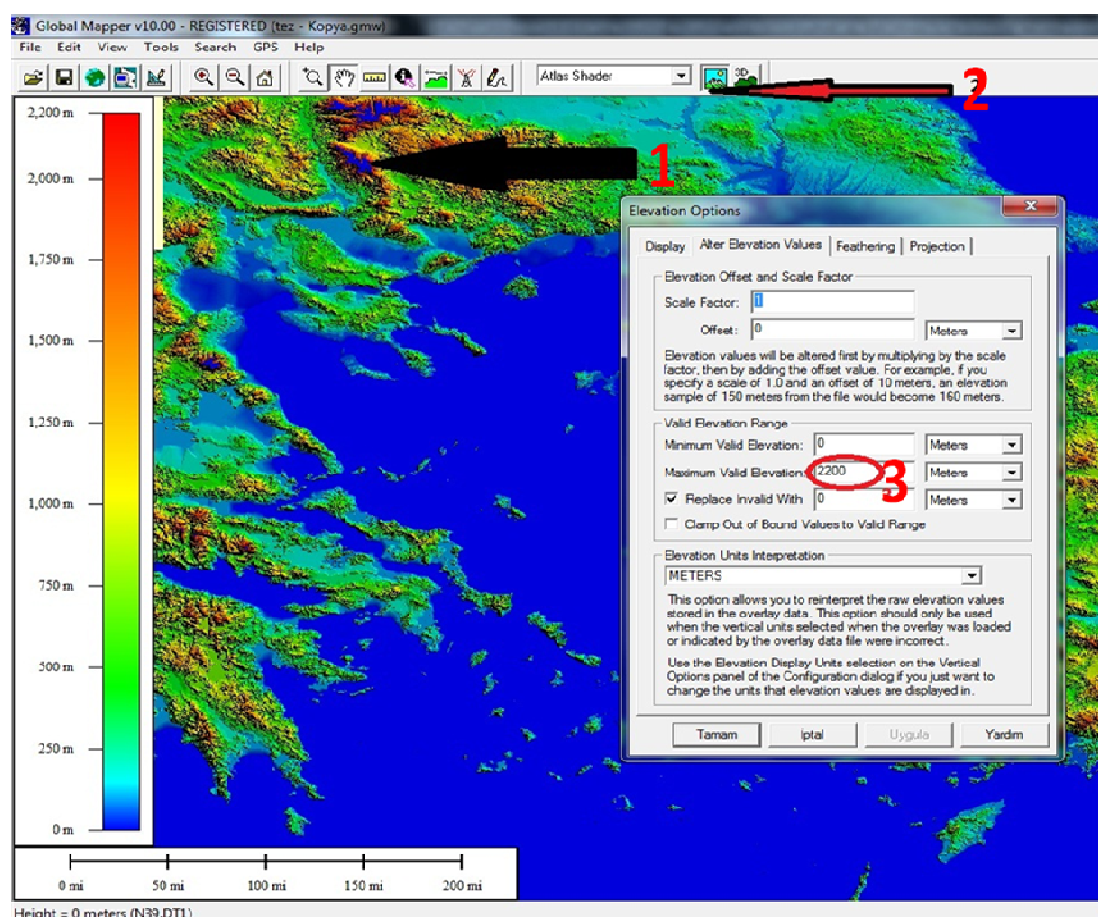 Global Mapper v10.00 - REGISTERED (tez - Kopya.gmw)
File Edit View Tools Search GPS Help
Atlas Shader
3D
2
1
2,200 m
2,000 m
1,750 m
1,500 m
1,250 m
1,000 m
750 m
500 m
250 m
0 m
Elevation Options
Display Alter Elevation Values Feathering Projection
Elevation Offset and Scale Factor
Scale Factor: 1
Offset: 0 Meters
Elevation values will be altered first by multiplying by the scale
factor, then by adding the offset value. For example, if you
specify a scale of 1.0 and an offset of 10 meters, an elevation
sample of 150 meters from the file would become 160 meters.
Valid Elevation Range
Minimum Valid Elevation: 0 Meters
Maximum Valid Elevation: 2200 Meters
3
Replace Invalid With 0 Meters
Clamp Out of Bound Values to Valid Range
Elevation Units Interpretation
METERS
This option allows you to reinterpret the raw elevation values
stored in the overlay data. This option should only be used
when the vertical units selected when the overlay was loaded
or indicated by the overlay data file were incorrect.
Use the Elevation Display Units selection on the Vertical
Options panel of the Configuration dialog if you just want to
change the units that elevation values are displayed in.
Tamam İptal Uygula Yardım
0 mi 50 mi 100 mi 150 mi 200 mi
Height = 0 meters (N39.DT1)